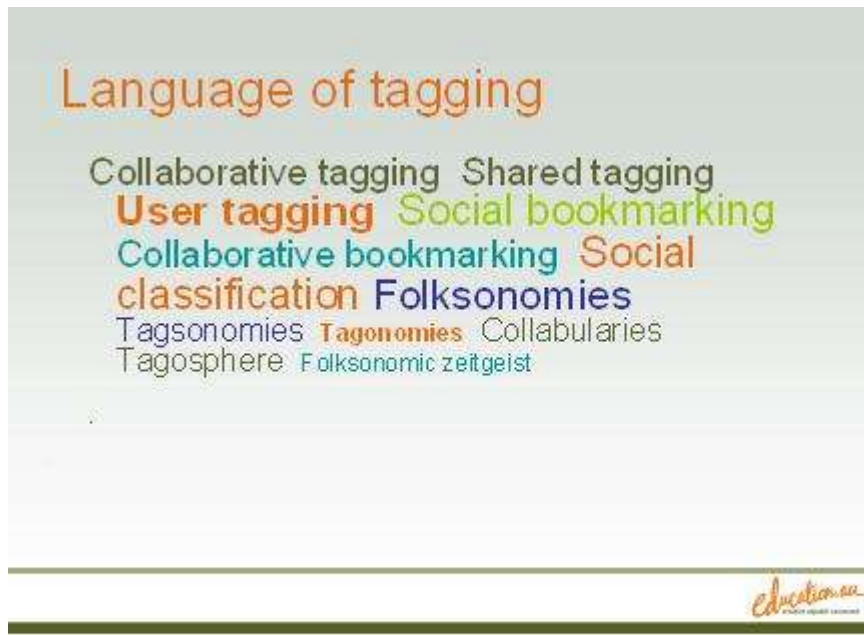 Language of tagging
Collaborative tagging Shared tagging
User tagging Social bookmarking
Collaborative bookmarking Social
classification Folksonomies
Tagsonomies Tagonomies Collabularies
Tagosphere Folksonomic zeitgeist
.
education.au